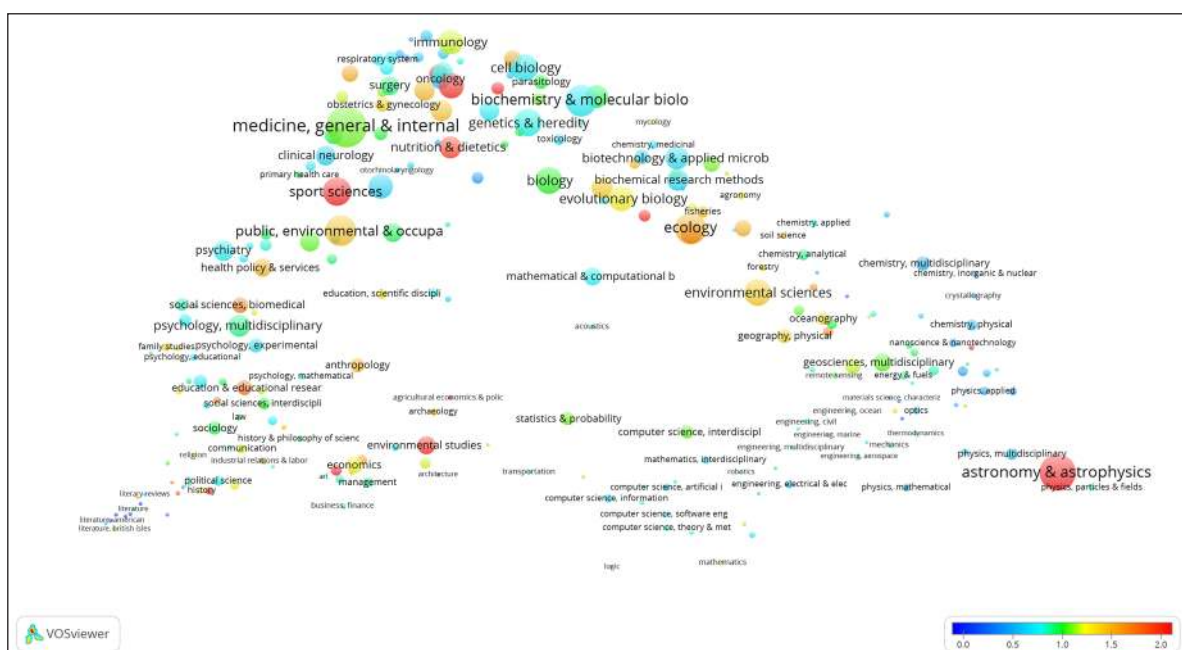 immunology
respiratory system
cell biology
oncology
surgery
parasitology
obstetrics & gynecology
biochemistry & molecular biolo
medicine, general & internal
genetics & heredity
mycology
toxicology
nutrition & dietetics
chemistry, medicinal
clinical neurology
biotechnology & applied microb
otorhinolaryngology
primary health care
biology
biochemical research methods
sport sciences
evolutionary biology
agronomy
fisheries
ecology
chemistry, applied
public, environmental & occupa
soil science
psychiatry
chemistry, analytical
health policy & services
forestry
chemistry, multidisciplinary
mathematical & computational b
chemistry, inorganic & nuclear
education, scientific discipli
environmental sciences
crystallography
social sciences, biomedical
oceanography
psychology, multidisciplinary
acoustics
chemistry, physical
geography, physical
family studies
psychology, experimental
nanoscience & nanotechnology
psychology, educational
anthropology
geosciences, multidisciplinary
psychology, mathematical
remote sensing
energy & fuels
education & educational resear
physics, applied
agricultural economics & polic
materials science, characteriz
social sciences, interdiscipli
archaeology
engineering, ocean
optics
law
statistics & probability
engineering, civil
sociology
computer science, interdiscipl
engineering, marine
thermodynamics
history & philosophy of scienc
environmental studies
mechanics
communication
engineering, multidisciplinary
religion
industrial relations & labor
mathematics, interdisciplinary
engineering, aerospace
physics, multidisciplinary
economics
transportation
robotics
astronomy & astrophysics
art
architecture
political science
management
computer science, artificial i
engineering, electrical & elec
physics, mathematical
physics, particles & fields
history
literary reviews
computer science, information
business, finance
literature
computer science, software eng
literature, american
literature, british isles
computer science, theory & met
logic
mathematics
VOSviewer
0.0 0.5 1.0 1.5 2.0